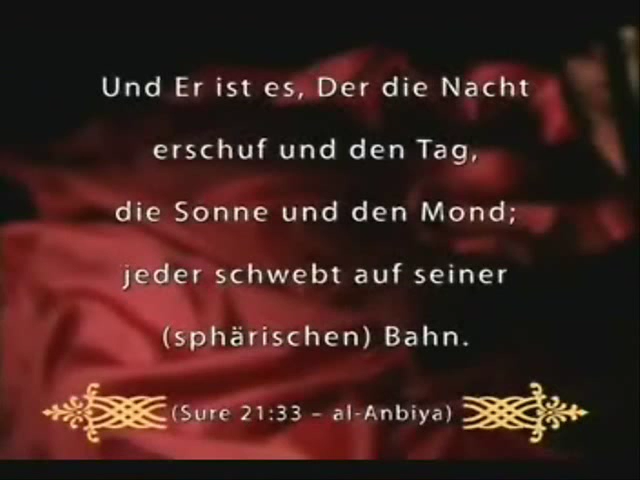 Und Er ist es, Der die Nacht
erschuf und den Tag,
die Sonne und den Mond;
jeder schwebt auf seiner
(sphärischen) Bahn.
(Sure 21:33 – al-Anbiya)